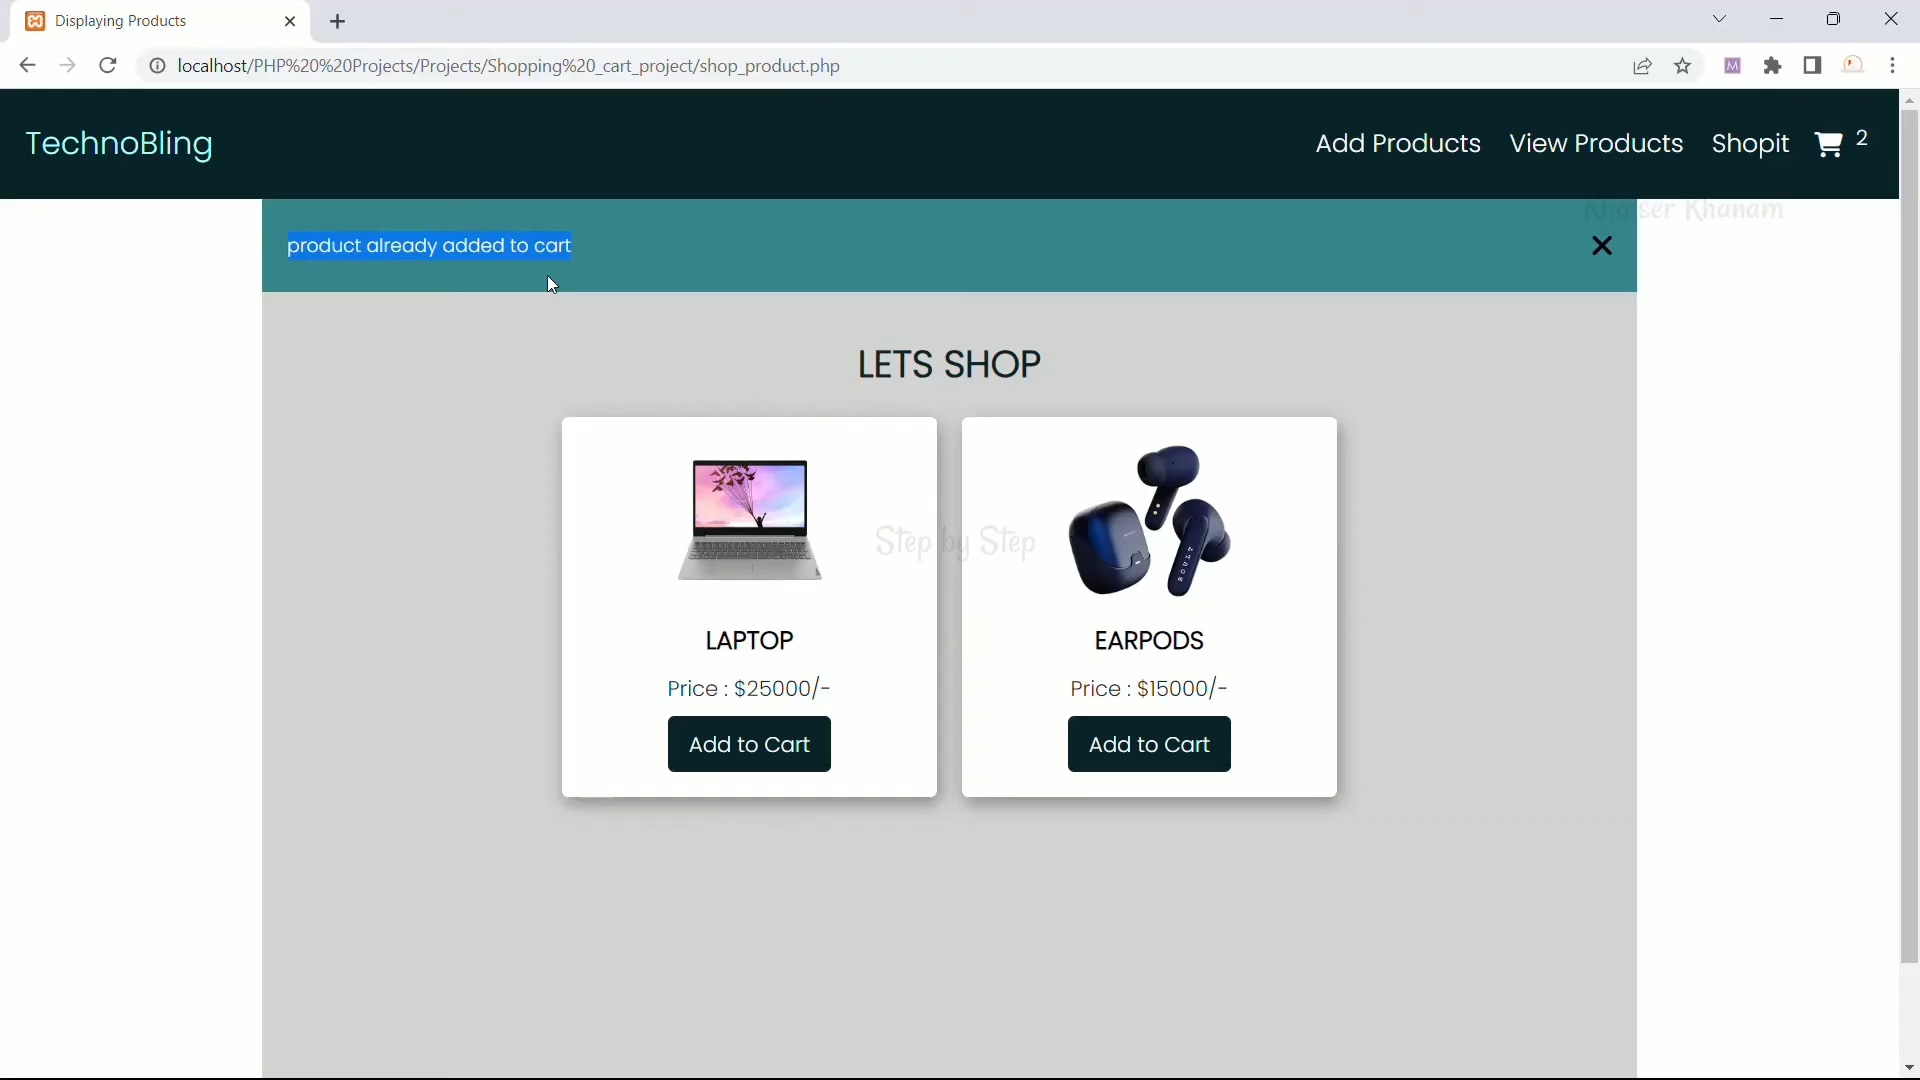 Displaying Products
localhost/PHP%20%20Projects/Projects/Shopping%20_cart_project/shop_product.php
TechnoBling
Add Products
View Products
Shopit
2
Khanam
product already added to cart
LETS SHOP
Step by Step
BOULT
LAPTOP
EARPODS
Price : $25000/-
Price : $15000/-
Add to Cart
Add to Cart